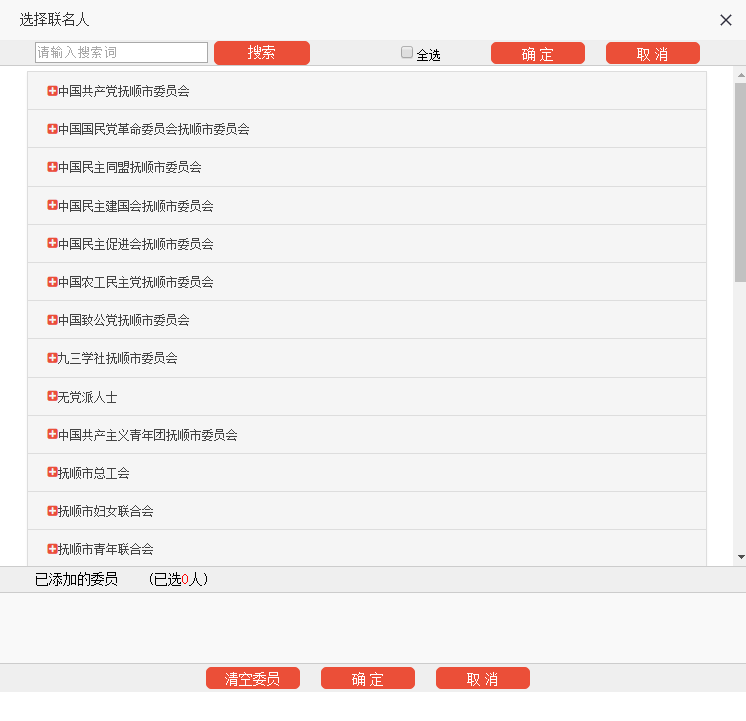 选择联名人
请输入搜索词 搜索 全选 确 定 取 消
中国共产党抚顺市委员会
中国国民党革命委员会抚顺市委员会
中国民主同盟抚顺市委员会
中国民主建国会抚顺市委员会
中国民主促进会抚顺市委员会
中国农工民主党抚顺市委员会
中国致公党抚顺市委员会
九三学社抚顺市委员会
无党派人士
中国共产主义青年团抚顺市委员会
抚顺市总工会
抚顺市妇女联合会
抚顺市青年联合会
已添加的委员 （已选0人）
清空委员 确 定 取 消